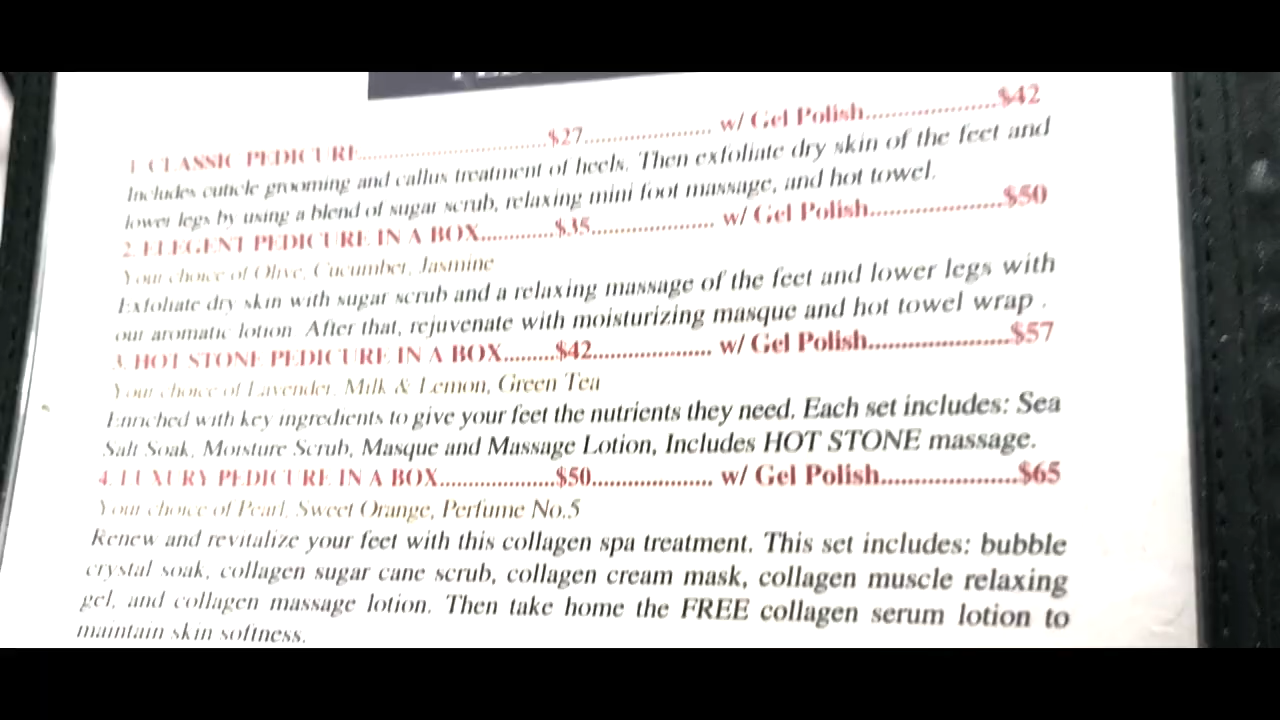 1. CLASSIC PEDICURE..............................$27.................... w/ Gel Polish....................$42
Includes cuticle grooming and callus treatment of heels. Then exfoliate dry skin of the feet and
lower legs by using a blend of sugar scrub, relaxing mini foot massage, and hot towel.
2. ELEGENT PEDICURE IN A BOX...........$35.................... w/ Gel Polish.....................$50
Your choice of Olive, Cucumber, Jasmine
Exfoliate dry skin with sugar scrub and a relaxing massage of the feet and lower legs with
our aromatic lotion. After that, rejuvenate with moisturizing masque and hot towel wrap .
3. HOT STONE PEDICURE IN A BOX.........$42.................... w/ Gel Polish.......................$57
Your choice of Lavender, Milk & Lemon, Green Tea
Enriched with key ingredients to give your feet the nutrients they need. Each set includes: Sea
Salt Soak, Moisture Scrub, Masque and Massage Lotion, Includes HOT STONE massage.
4. LUXURY PEDICURE IN A BOX....................$50.................... w/ Gel Polish.......................$65
Your choice of Pearl, Sweet Orange, Perfume No.5
Renew and revitalize your feet with this collagen spa treatment. This set includes: bubble
crystal soak, collagen sugar cane scrub, collagen cream mask, collagen muscle relaxing
gel, and collagen massage lotion. Then take home the FREE collagen serum lotion to
maintain skin softness.